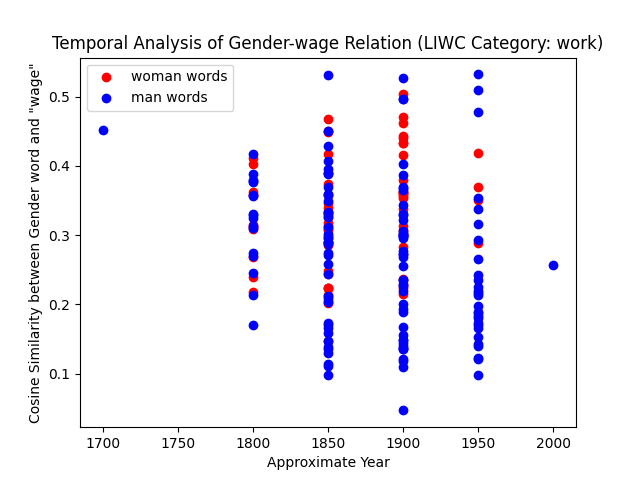 Temporal Analysis of Gender-wage Relation (LIWC Category: work)
woman words
man words
Cosine Similarity between Gender word and "wage"
0.5
0.4
0.3
0.2
0.1
1700 1750 1800 1850 1900 1950 2000
Approximate Year